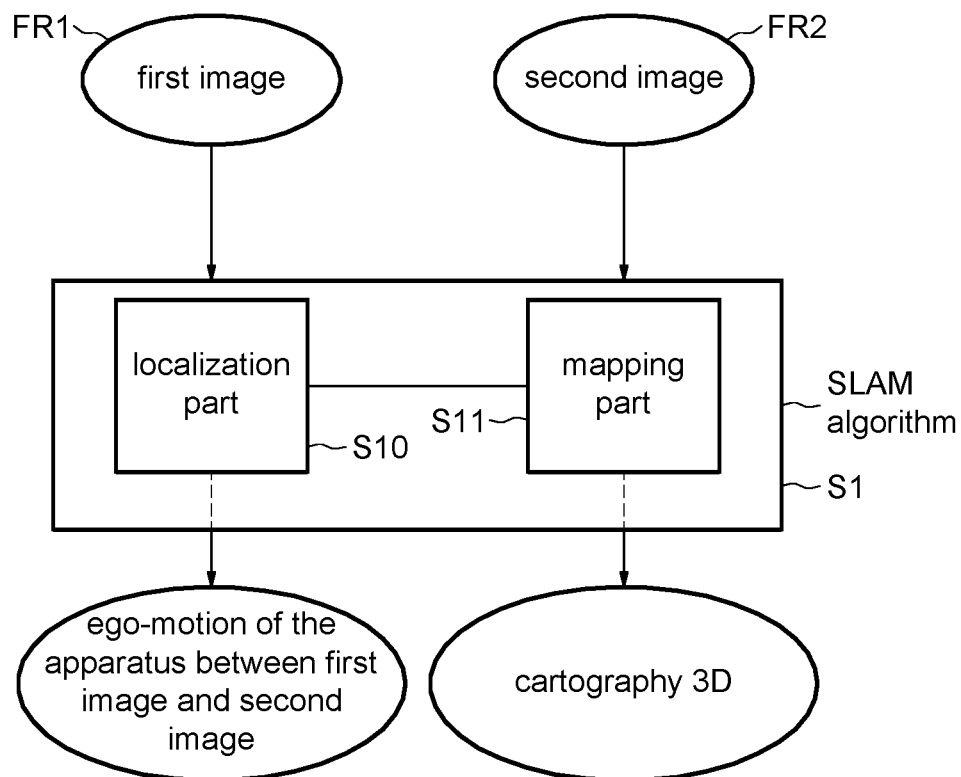 FR1
first image
FR2
second image
localization
part
S10
mapping
part
S11
SLAM
algorithm
S1
ego-motion of the
apparatus between first
image and second
image
cartography 3D